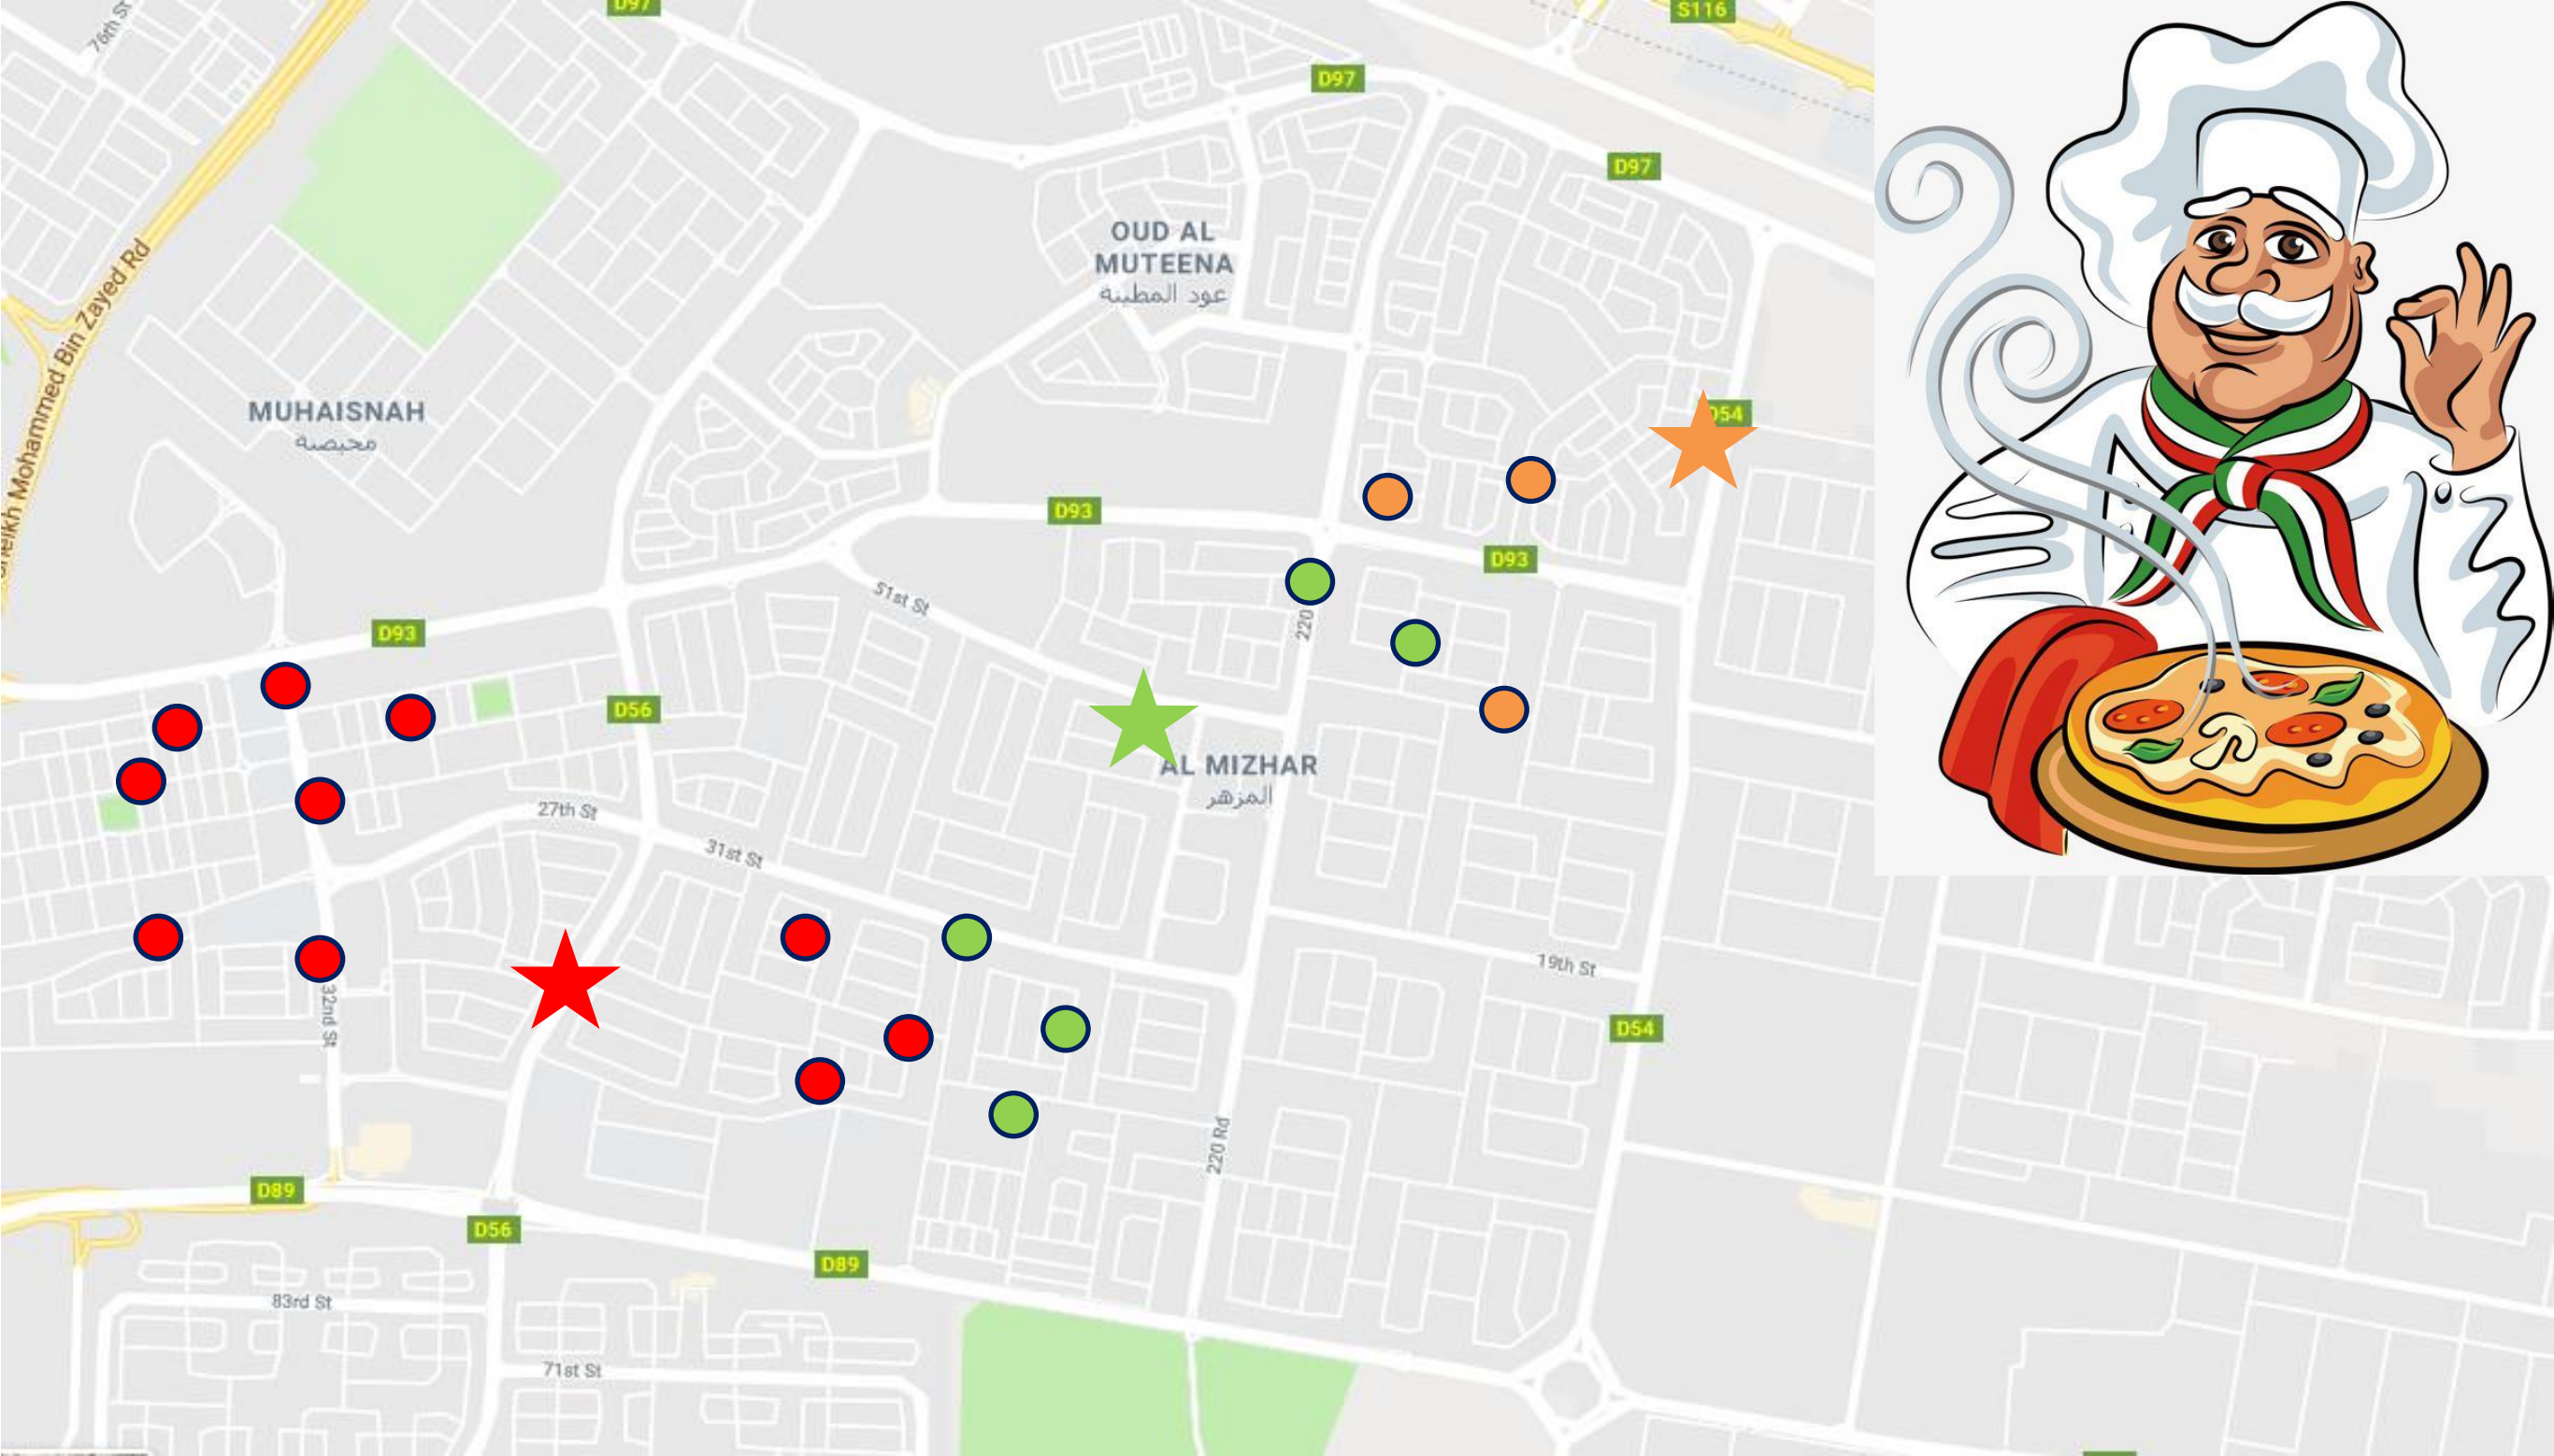 76th St
D97
S116
D97
D97
OUD AL
MUTEENA
عود المطينة
Sheikh Mohammed Bin Zayed Rd
MUHAISNAH
محيصنة
D54
D93
D93
51st St
220
D93
D56
AL MIZHAR
المزهر
27th St
31st St
19th St
32nd St
D54
220 Rd
D89
D56
D89
83rd St
71st St